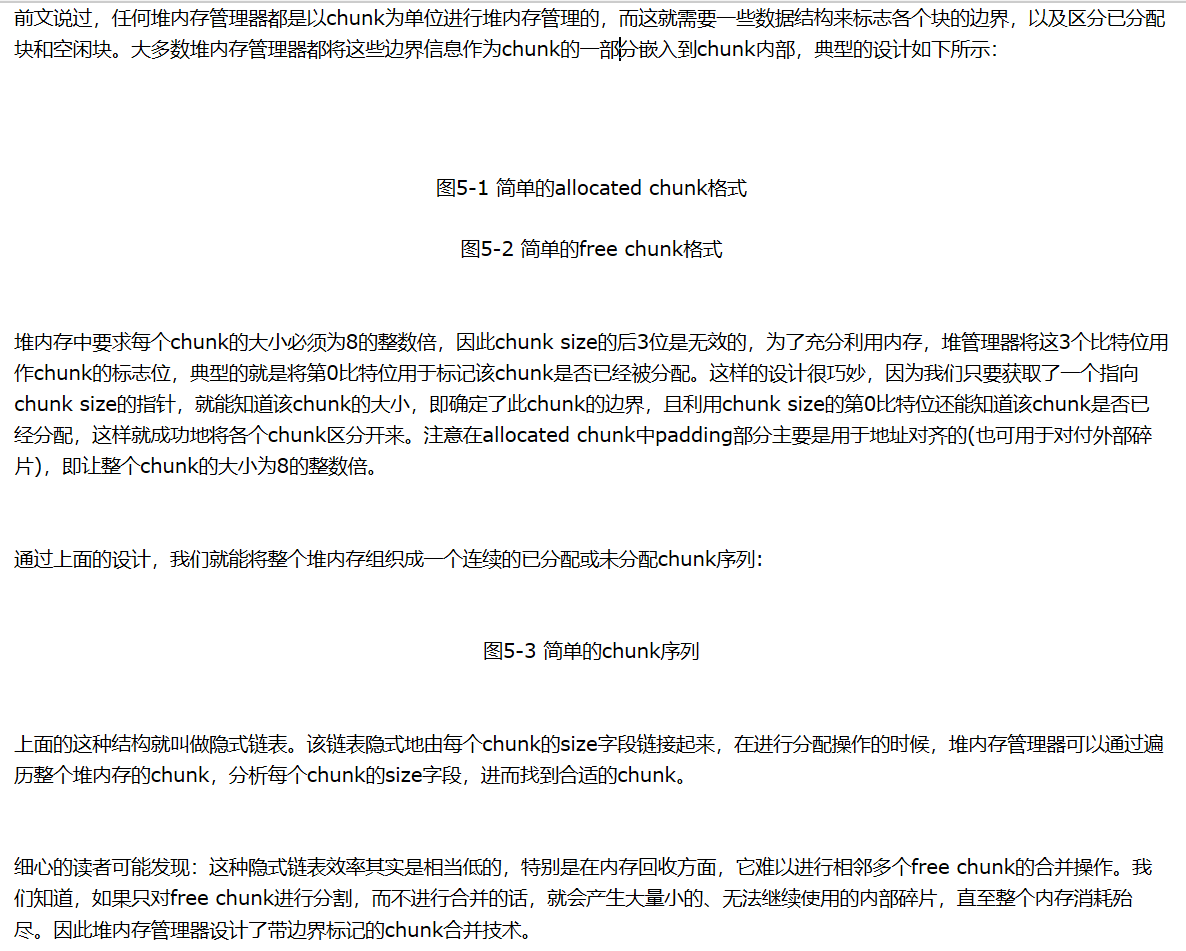 前文说过，任何堆内存管理器都是以chunk为单位进行堆内存管理的，而这就需要一些数据结构来标志各个块的边界，以及区分已分配
块和空闲块。大多数堆内存管理器都将这些边界信息作为chunk的一部分嵌入到chunk内部，典型的设计如下所示：
图5-1 简单的allocated chunk格式
图5-2 简单的free chunk格式
堆内存中要求每个chunk的大小必须为8的整数倍，因此chunk size的后3位是无效的，为了充分利用内存，堆管理器将这3个比特位用
作chunk的标志位，典型的就是将第0比特位用于标记该chunk是否已经被分配。这样的设计很巧妙，因为我们只要获取了一个指向
chunk size的指针，就能知道该chunk的大小，即确定了此chunk的边界，且利用chunk size的第0比特位还能知道该chunk是否已
经分配，这样就成功地将各个chunk区分开来。注意在allocated chunk中padding部分主要是用于地址对齐的(也可用于对付外部碎
片)，即让整个chunk的大小为8的整数倍。
通过上面的设计，我们就能将整个堆内存组织成一个连续的已分配或未分配chunk序列：
图5-3 简单的chunk序列
上面的这种结构就叫做隐式链表。该链表隐式地由每个chunk的size字段链接起来，在进行分配操作的时候，堆内存管理器可以通过遍
历整个堆内存的chunk，分析每个chunk的size字段，进而找到合适的chunk。
细心的读者可能发现：这种隐式链表效率其实是相当低的，特别是在内存回收方面，它难以进行相邻多个free chunk的合并操作。我
们知道，如果只对free chunk进行分割，而不进行合并的话，就会产生大量小的、无法继续使用的内部碎片，直至整个内存消耗殆
尽。因此堆内存管理器设计了带边界标记的chunk合并技术。